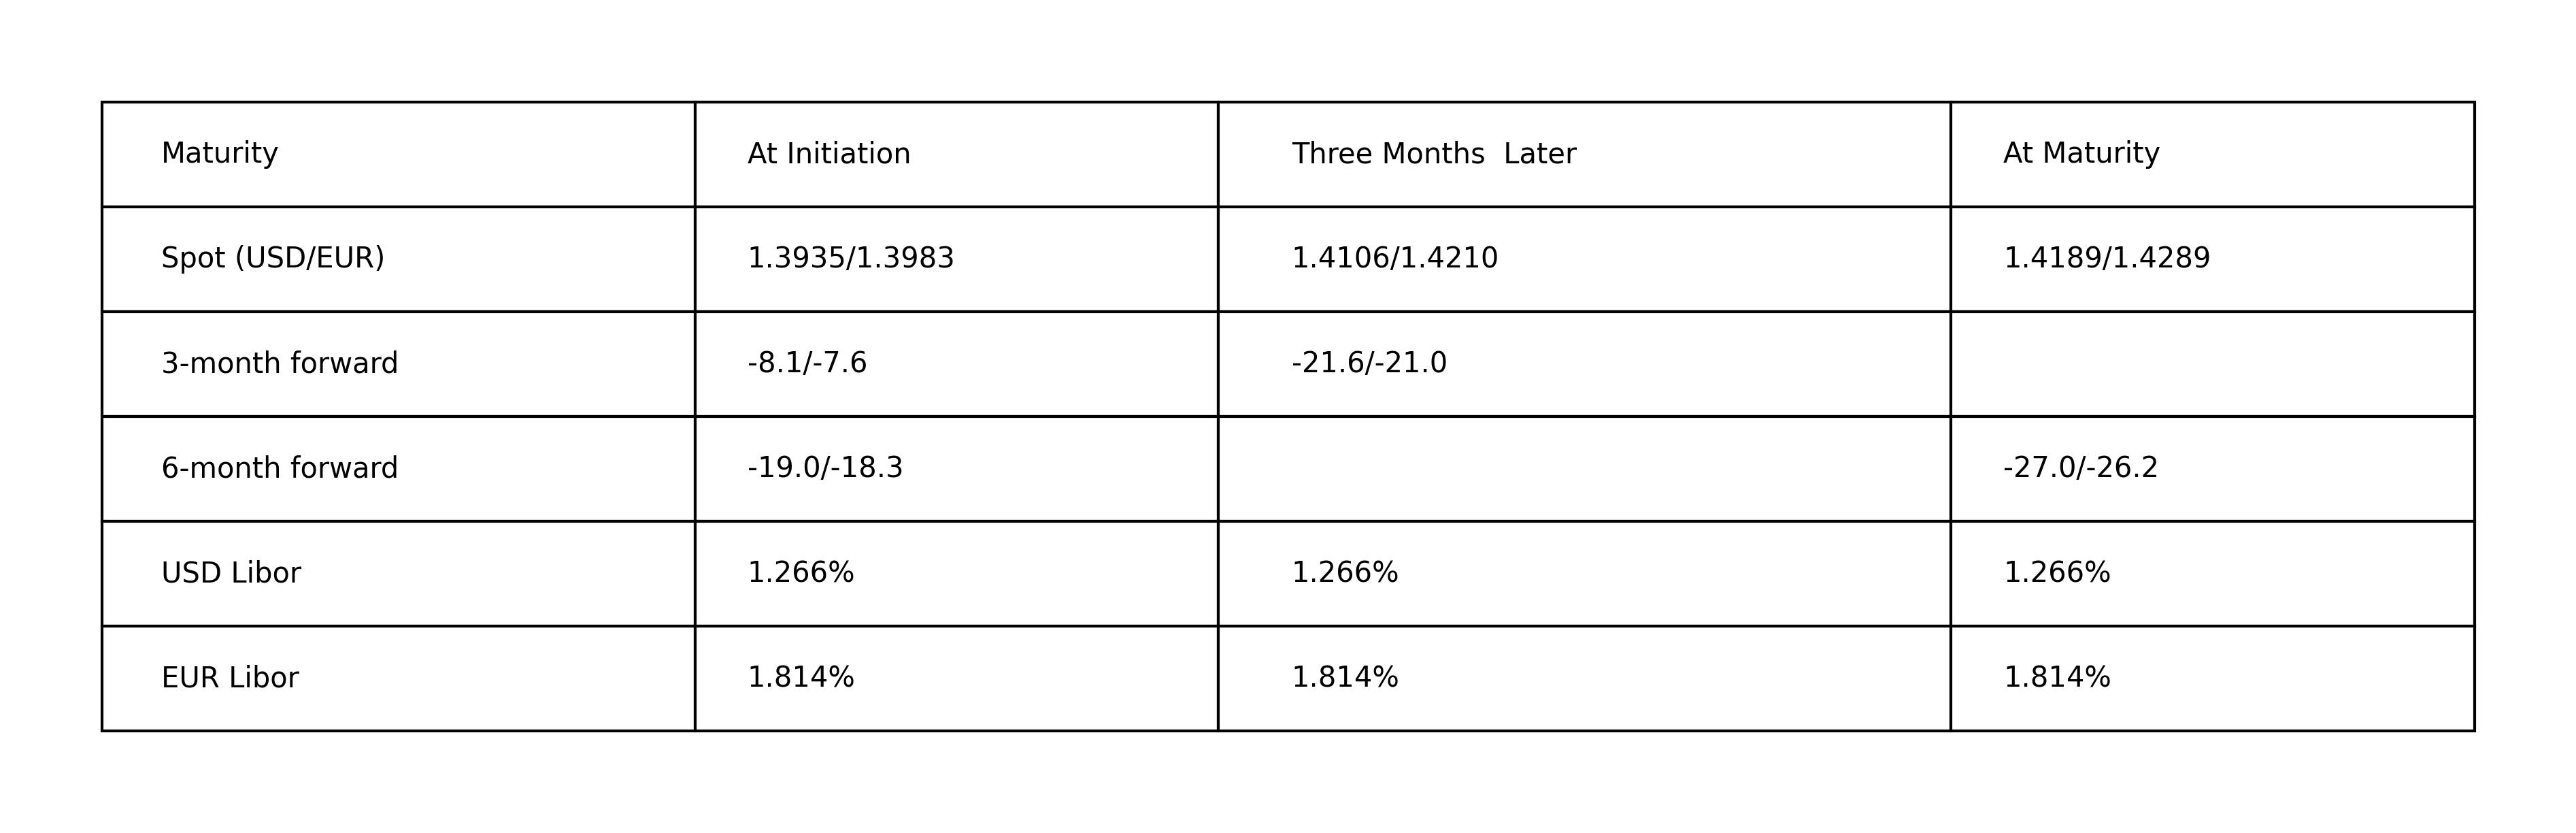 Maturity At Initiation Three Months  Later At Maturity
Spot (USD/EUR) 1.3935/1.3983 1.4106/1.4210 1.4189/1.4289
3-month forward -8.1/-7.6 -21.6/-21.0
6-month forward -19.0/-18.3 -27.0/-26.2
USD Libor 1.266% 1.266% 1.266%
EUR Libor 1.814% 1.814% 1.814%